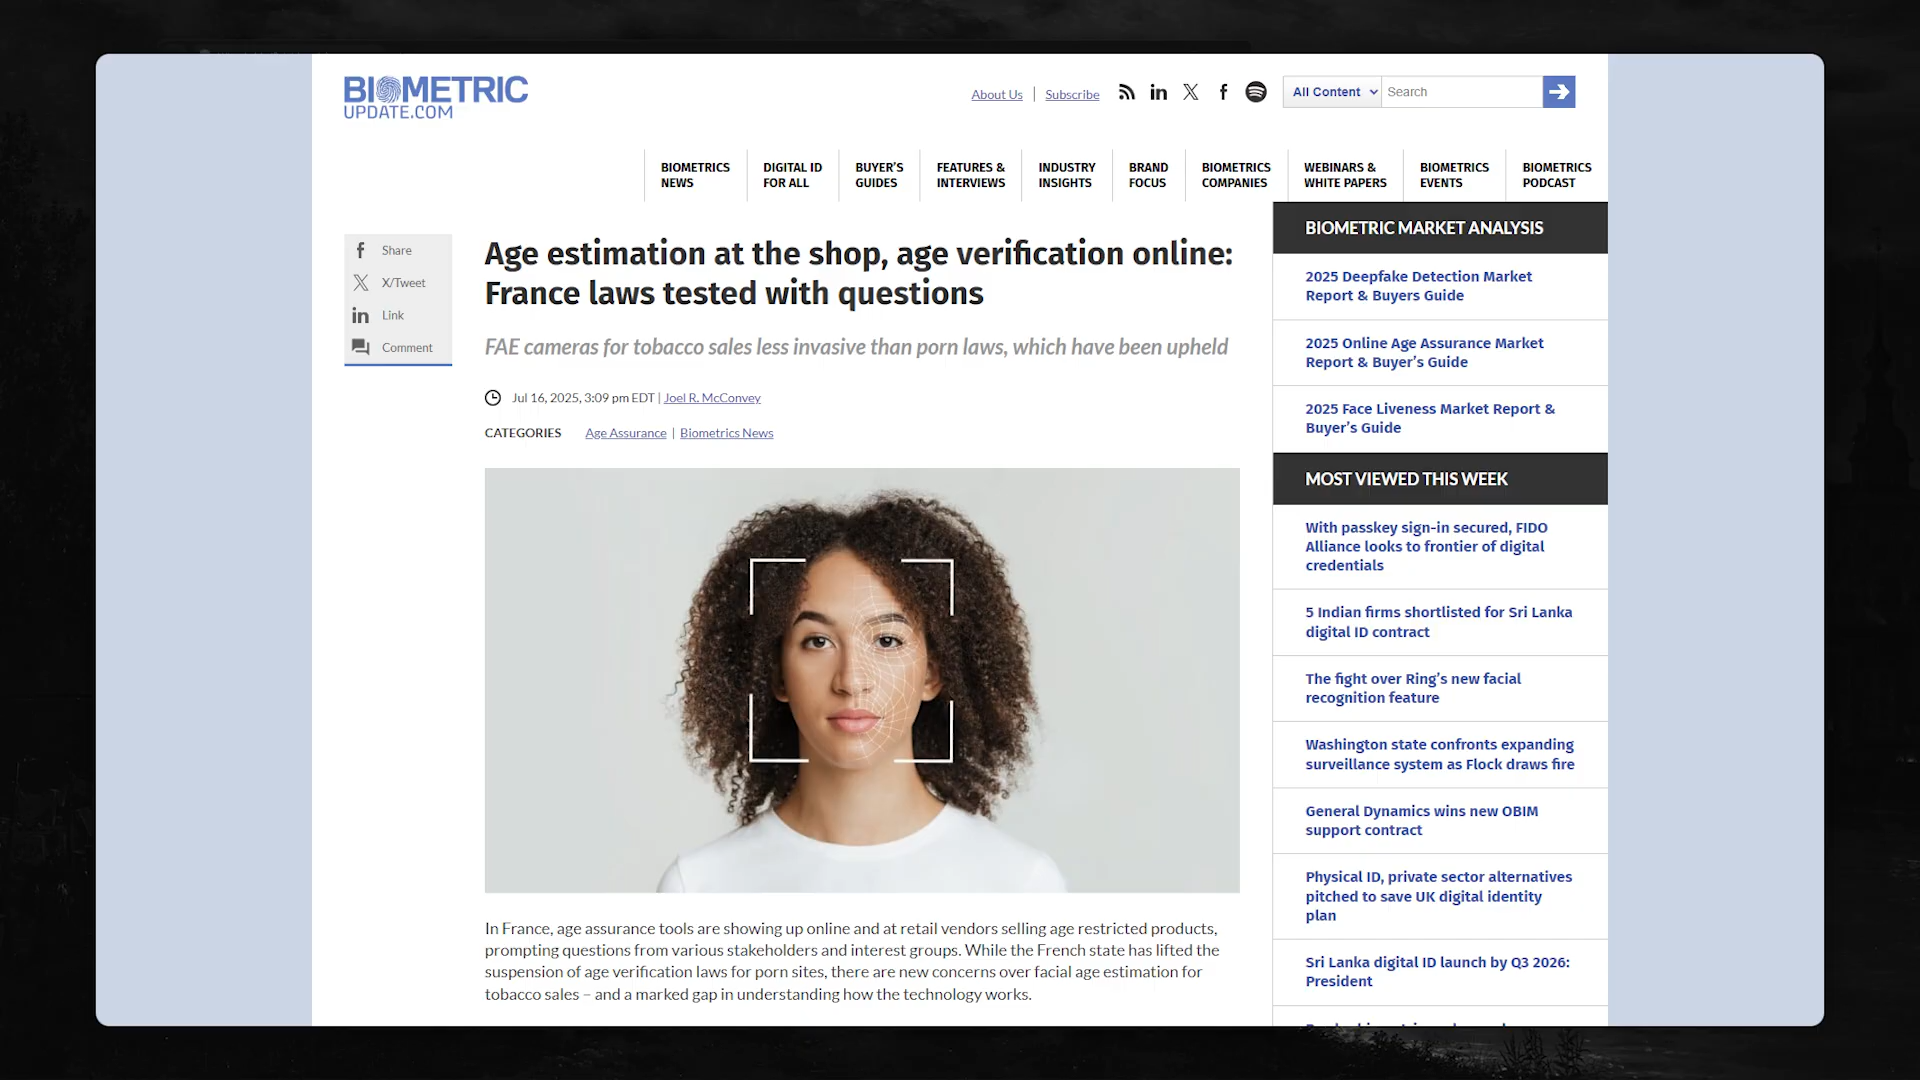 BIOMETRIC
UPDATE.COM
About Us | Subscribe
All Content
Search
BIOMETRICS NEWS
DIGITAL ID FOR ALL
BUYER'S GUIDES
FEATURES & INTERVIEWS
INDUSTRY INSIGHTS
BRAND FOCUS
BIOMETRICS COMPANIES
WEBINARS & WHITE PAPERS
BIOMETRICS EVENTS
BIOMETRICS PODCAST
Share
X/Tweet
Link
Comment
Age estimation at the shop, age verification online:
France laws tested with questions
FAE cameras for tobacco sales less invasive than porn laws, which have been upheld
Jul 16, 2025, 3:09 pm EDT | Joel R. McConvey
CATEGORIES Age Assurance | Biometrics News
In France, age assurance tools are showing up online and at retail vendors selling age restricted products,
prompting questions from various stakeholders and interest groups. While the French state has lifted the
suspension of age verification laws for porn sites, there are new concerns over facial age estimation for
tobacco sales – and a marked gap in understanding how the technology works.
BIOMETRIC MARKET ANALYSIS
2025 Deepfake Detection Market
Report & Buyers Guide
2025 Online Age Assurance Market
Report & Buyer's Guide
2025 Face Liveness Market Report &
Buyer's Guide
MOST VIEWED THIS WEEK
With passkey sign-in secured, FIDO
Alliance looks to frontier of digital
credentials
5 Indian firms shortlisted for Sri Lanka
digital ID contract
The fight over Ring's new facial
recognition feature
Washington state confronts expanding
surveillance system as Flock draws fire
General Dynamics wins new OBIM
support contract
Physical ID, private sector alternatives
pitched to save UK digital identity
plan
Sri Lanka digital ID launch by Q3 2026:
President